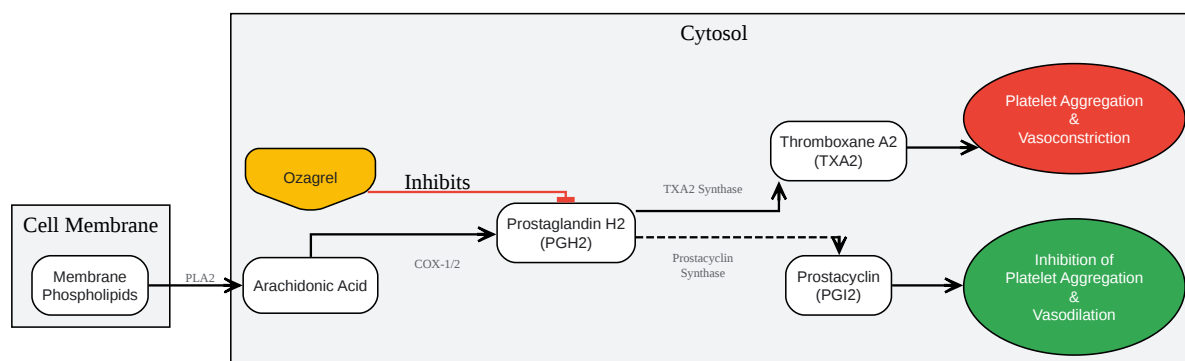 Cytosol
Platelet Aggregation
&
Vasoconstriction
Thromboxane A2
(TXA2)
Ozagrel
Inhibits
TXA2 Synthase
Cell Membrane
Prostaglandin H2
(PGH2)
COX-1/2
Prostacyclin
Synthase
Membrane
Phospholipids
PLA2
Arachidonic Acid
Prostacyclin
(PGI2)
Inhibition of
Platelet Aggregation
&
Vasodilation